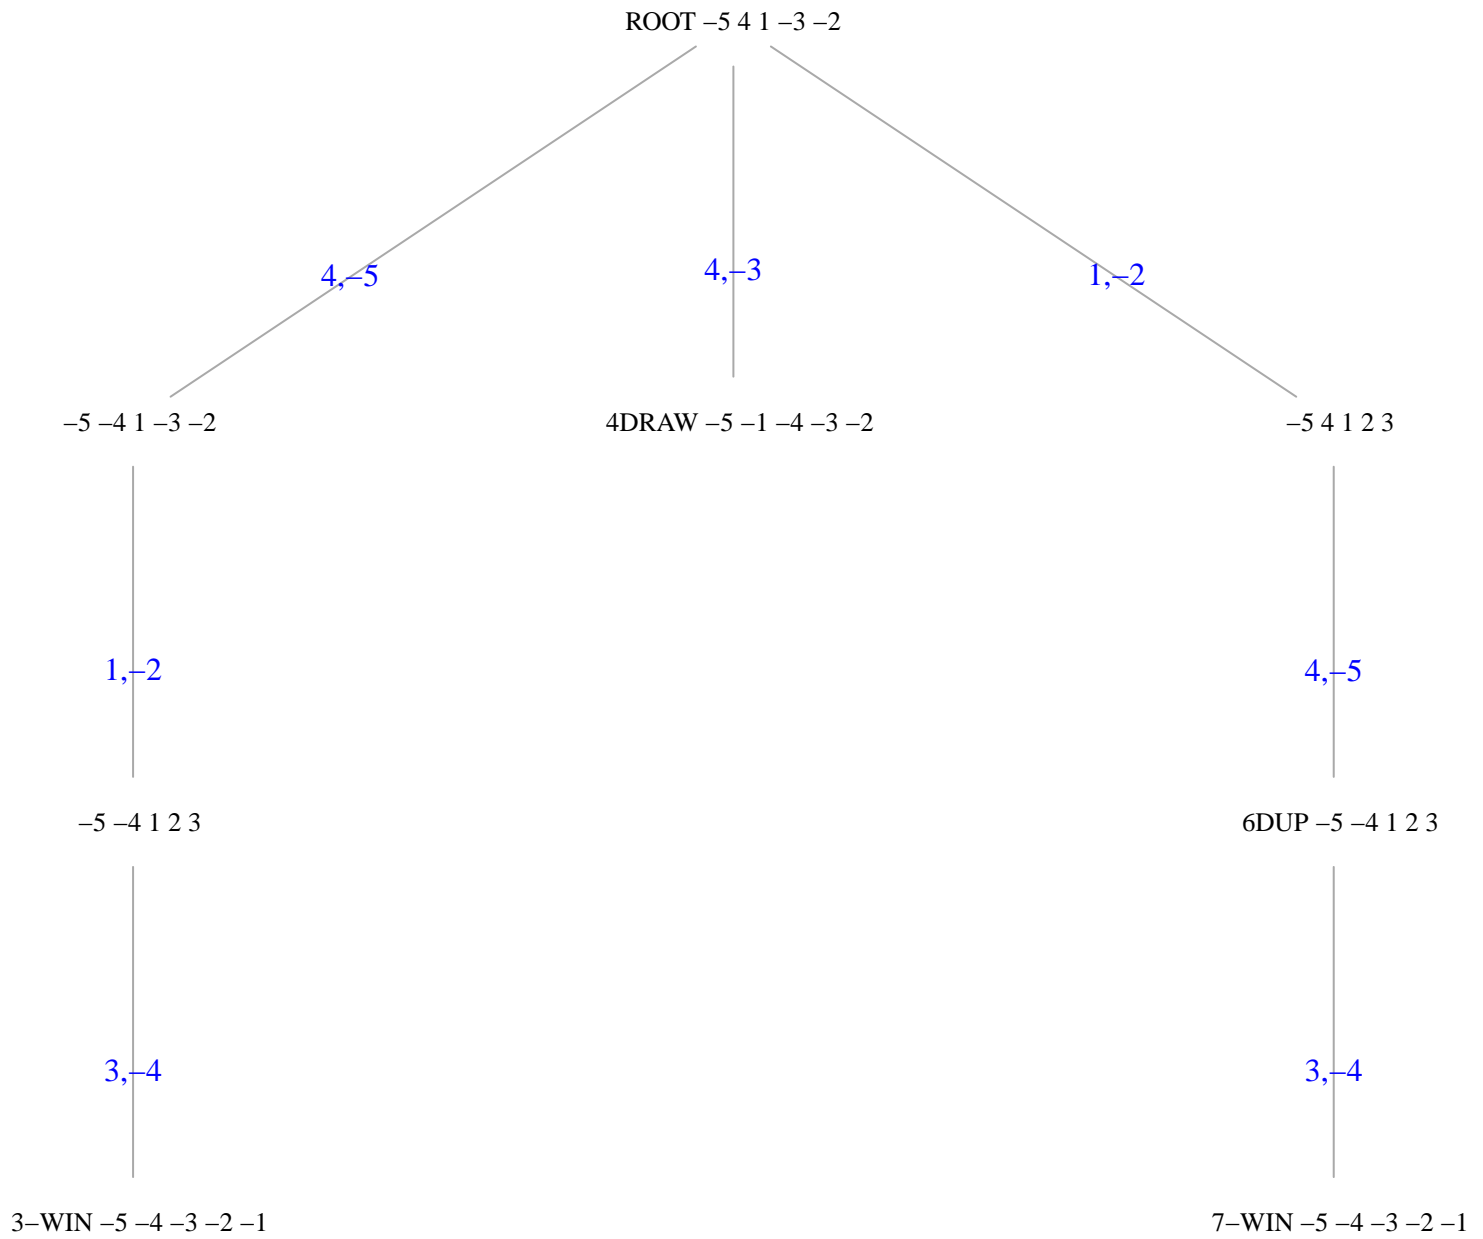 ROOT –5 4 1 –3 –2
4,–5
4,–3
1,–2
–5 –4 1 –3 –2
4DRAW –5 –1 –4 –3 –2
–5 4 1 2 3
1,–2
4,–5
–5 –4 1 2 3
6DUP –5 –4 1 2 3
3,–4
3,–4
3–WIN –5 –4 –3 –2 –1
7–WIN –5 –4 –3 –2 –1